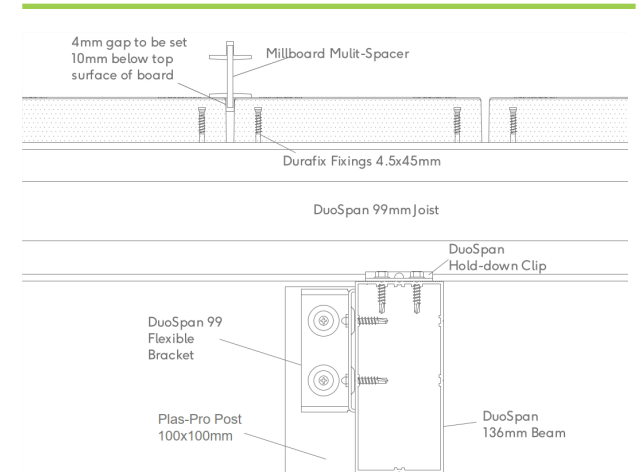 4mm gap to be set
10mm below top
surface of board
Millboard Mulit-Spacer
Durafix Fixings 4.5x45mm
DuoSpan 99mm Joist
DuoSpan
Hold-down Clip
DuoSpan 99
Flexible
Bracket
Plas-Pro Post
100x100mm
DuoSpan
136mm Beam